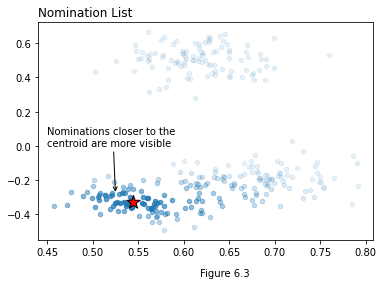 Nomination List
0.6
0.4
0.2
0.0
−0.2
−0.4
Nominations closer to the
centroid are more visible
0.45 0.50 0.55 0.60 0.65 0.70 0.75 0.80
Figure 6.3